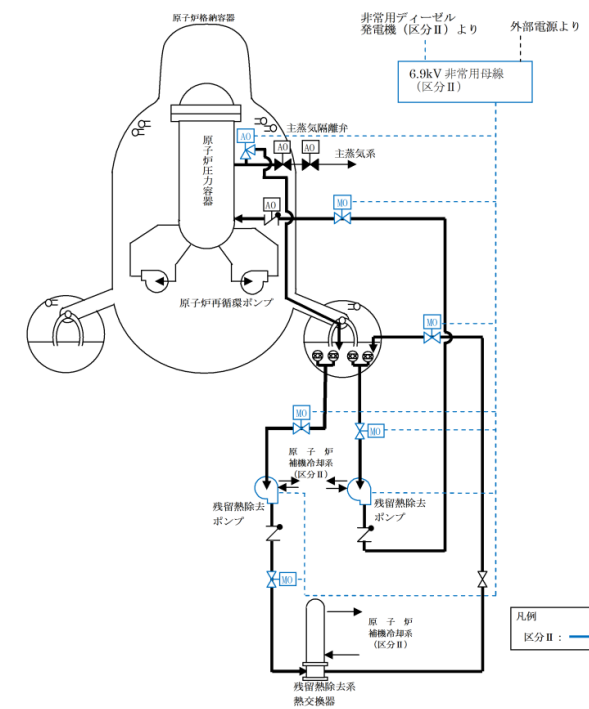 原子炉格納容器
非常用ディーゼル
発電機(区分Ⅱ)より
外部電源より
6.9kV 非常用母線
(区分Ⅱ)
主蒸気隔離弁
AO
AO
AO
主蒸気系
原子炉圧力容器
AO
MO
原子炉再循環ポンプ
MO
MO
MO
原子炉
補機冷却系
(区分Ⅱ)
残留熱除去
ポンプ
残留熱除去
ポンプ
MO
原子炉
補機冷却系
(区分Ⅱ)
残留熱除去系
熱交換器
凡例
区分Ⅱ: